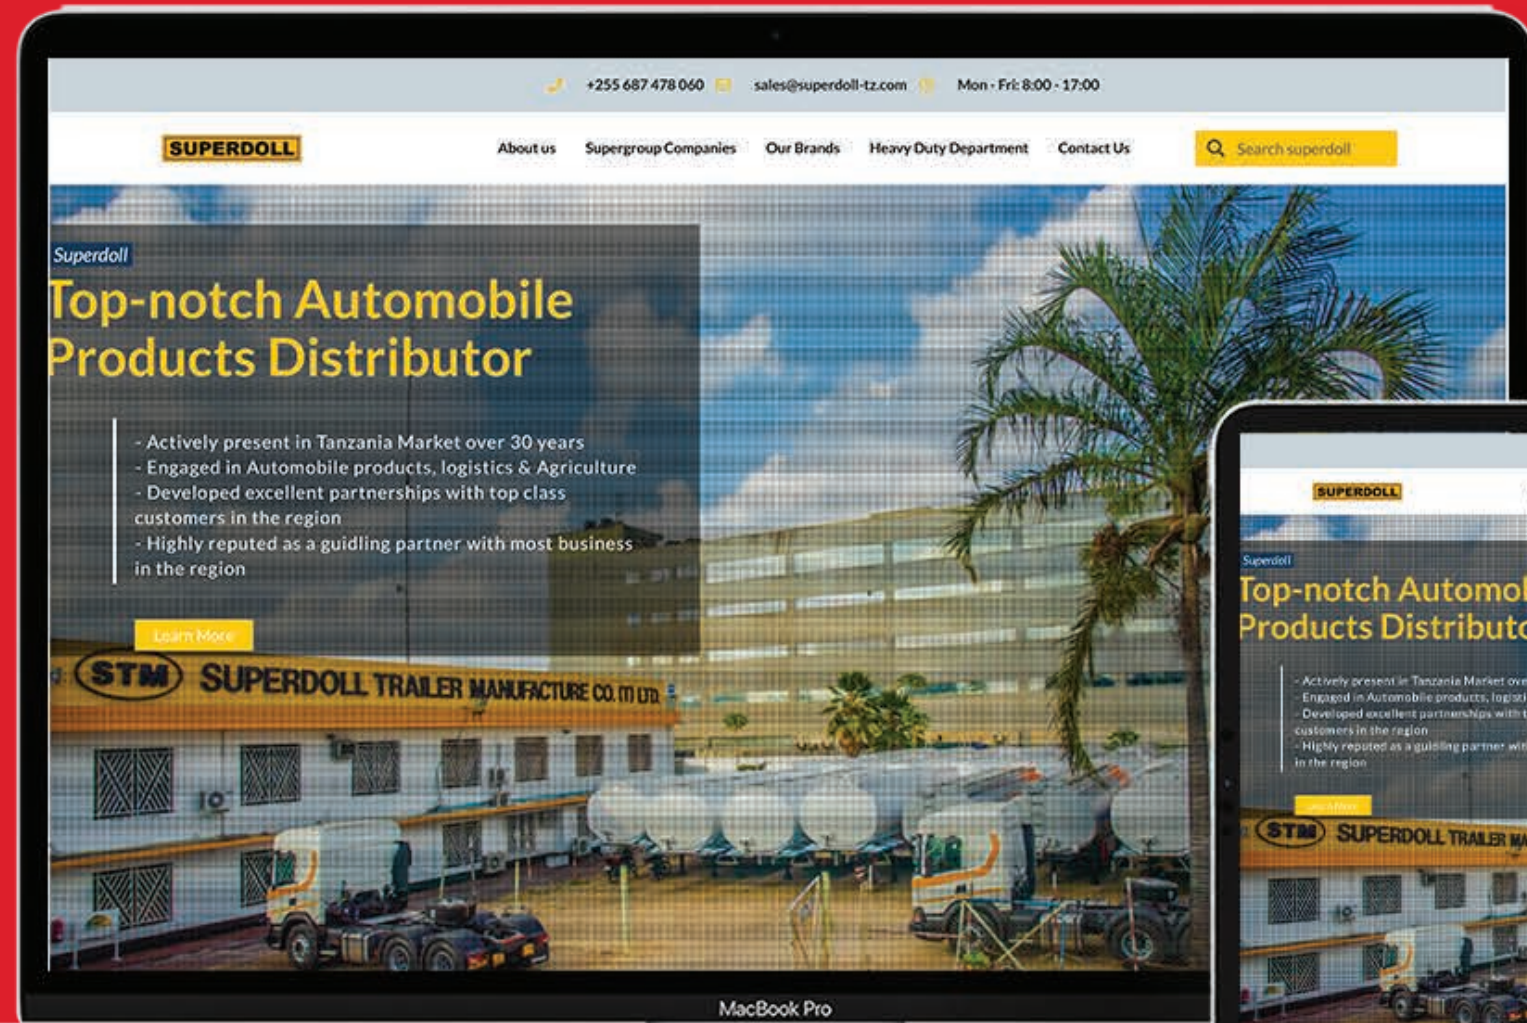 +255 687 478 060 sales@superdoll-tz.com Mon - Fri: 8:00 - 17:00
SUPERDOLL About us Supergroup Companies Our Brands Heavy Duty Department Contact Us Search superdoll
Superdoll
Top-notch Automobile
Products Distributor
- Actively present in Tanzania Market over 30 years
- Engaged in Automobile products, logistics & Agriculture
- Developed excellent partnerships with top class
customers in the region
- Highly reputed as a guidling partner with most business
in the region
Learn More
STM SUPERDOLL TRAILER MANUFACTURE CO. (T) LTD.
MacBook Pro
SUPERDOLL
Superdoll
Top-notch Automob
Products Distributo
- Actively present in Tanzania Market ove
- Engaged in Automobile products, logisti
- Developed excellent partnerships with t
customers in the region
- Highly reputed as a guidling partner wit
in the region
Learn More
STM SUPERDOLL TRAILER MA